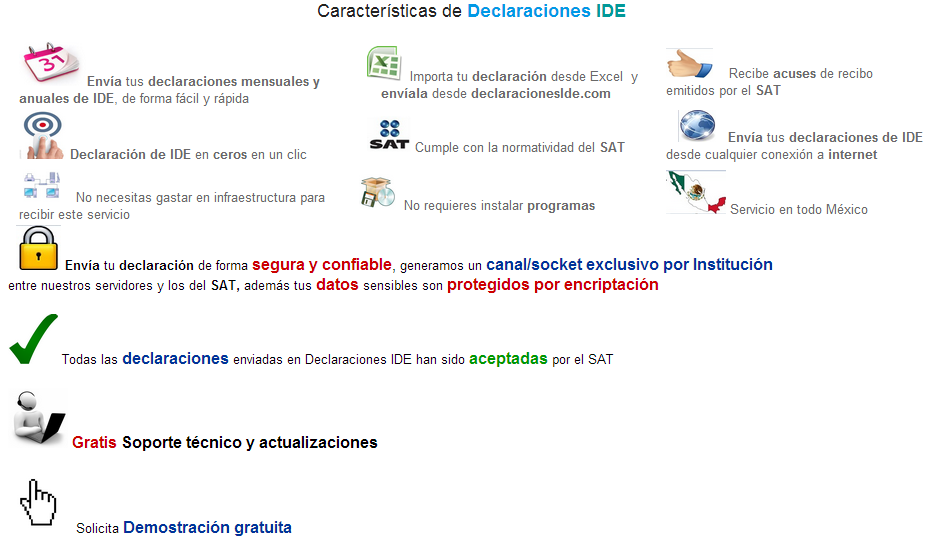 Características de Declaraciones IDE
31
Envía tus declaraciones mensuales y
anuales de IDE, de forma fácil y rápida
Importa tu declaración desde Excel y
envíala desde declaracionesIde.com
Recibe acuses de recibo
emitidos por el SAT
Declaración de IDE en ceros en un clic
SAT
Cumple con la normatividad del SAT
Envía tus declaraciones de IDE
desde cualquier conexión a internet
No necesitas gastar en infraestructura para
recibir este servicio
No requieres instalar programas
Servicio en todo México
Envía tu declaración de forma segura y confiable, generamos un canal/socket exclusivo por Institución
entre nuestros servidores y los del SAT, además tus datos sensibles son protegidos por encriptación
Todas las declaraciones enviadas en Declaraciones IDE han sido aceptadas por el SAT
Gratis Soporte técnico y actualizaciones
Solicita Demostración gratuita